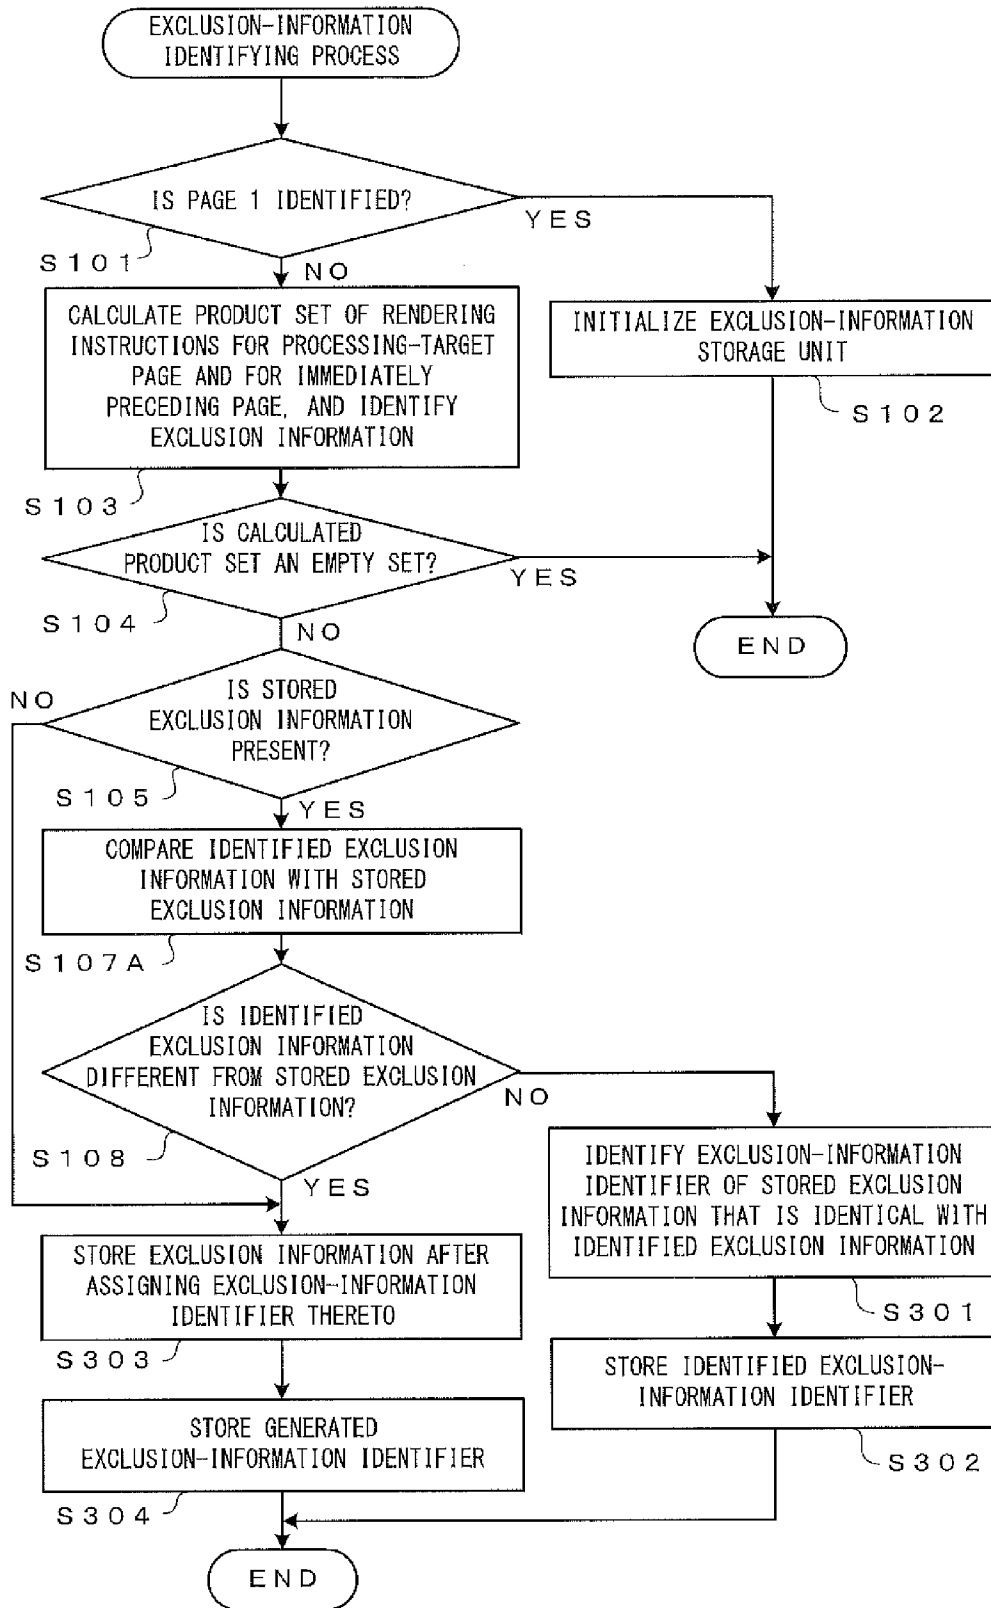 EXCLUSION-INFORMATION
IDENTIFYING PROCESS
IS PAGE 1 IDENTIFIED?
YES
S101
NO
CALCULATE PRODUCT SET OF RENDERING
INSTRUCTIONS FOR PROCESSING-TARGET
PAGE AND FOR IMMEDIATELY
PRECEDING PAGE, AND IDENTIFY
EXCLUSION INFORMATION
INITIALIZE EXCLUSION-INFORMATION
STORAGE UNIT
S102
S103
IS CALCULATED
PRODUCT SET AN EMPTY SET?
YES
S104
NO
END
NO
IS STORED
EXCLUSION INFORMATION
PRESENT?
S105
YES
COMPARE IDENTIFIED EXCLUSION
INFORMATION WITH STORED
EXCLUSION INFORMATION
S107A
IS IDENTIFIED
EXCLUSION INFORMATION
DIFFERENT FROM STORED EXCLUSION
INFORMATION?
NO
S108
YES
IDENTIFY EXCLUSION-INFORMATION
IDENTIFIER OF STORED EXCLUSION
INFORMATION THAT IS IDENTICAL WITH
IDENTIFIED EXCLUSION INFORMATION
S301
STORE EXCLUSION INFORMATION AFTER
ASSIGNING EXCLUSION-INFORMATION
IDENTIFIER THERETO
S303
STORE IDENTIFIED EXCLUSION-
INFORMATION IDENTIFIER
S302
STORE GENERATED
EXCLUSION-INFORMATION IDENTIFIER
S304
END